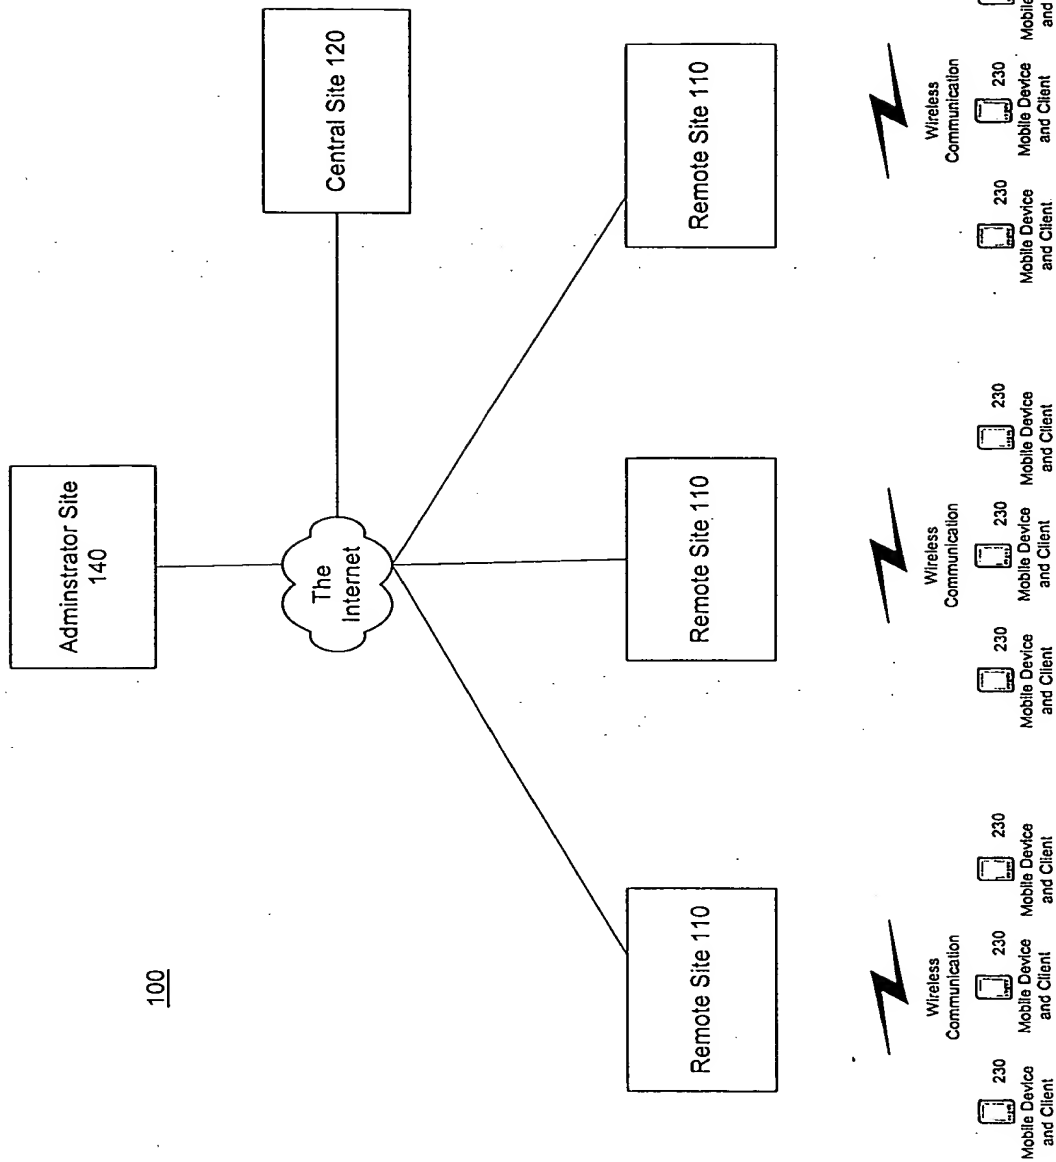 Adminstrator Site
140
100
Central Site 120
The
Internet
Remote Site 110
Remote Site 110
Remote Site 110
Wireless
Communication
Wireless
Communication
Wireless
Communication
230
Mobile Device
and Client
230
Mobile Device
and Client
230
Mobile Device
and Client
230
Mobile Device
and Client
230
Mobile Device
and Client
230
Mobile Device
and Client
230
Mobile Device
and Client
230
Mobile Device
and Client
Mobile
and